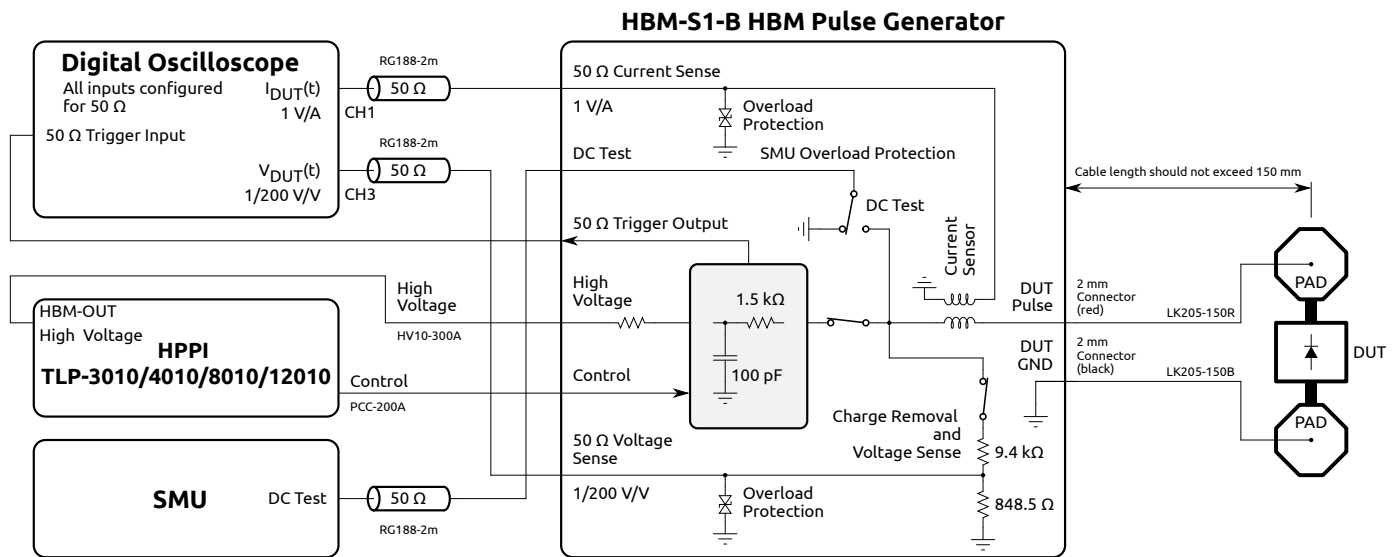 HBM-S1-B HBM Pulse Generator
Digital Oscilloscope
All inputs configured
for 50 Ω
I_DUT(t)
1 V/A
50 Ω Trigger Input
V_DUT(t)
1/200 V/V
RG188-2m
50 Ω
CH1
RG188-2m
50 Ω
CH3
50 Ω Current Sense
1 V/A
Overload
Protection
DC Test
SMU Overload Protection
DC Test
50 Ω Trigger Output
Current
Sensor
Cable length should not exceed 150 mm
HBM-OUT
High Voltage
HPPI
TLP-3010/4010/8010/12010
High
Voltage
HV10-300A
High
Voltage
1.5 kΩ
100 pF
Control
PCC-200A
Control
DUT
Pulse
2 mm
Connector
(red)
LK205-150R
DUT
GND
2 mm
Connector
(black)
LK205-150B
PAD
DUT
PAD
Charge Removal
and
Voltage Sense
9.4 kΩ
848.5 Ω
50 Ω Voltage
Sense
1/200 V/V
Overload
Protection
SMU
DC Test
50 Ω
RG188-2m